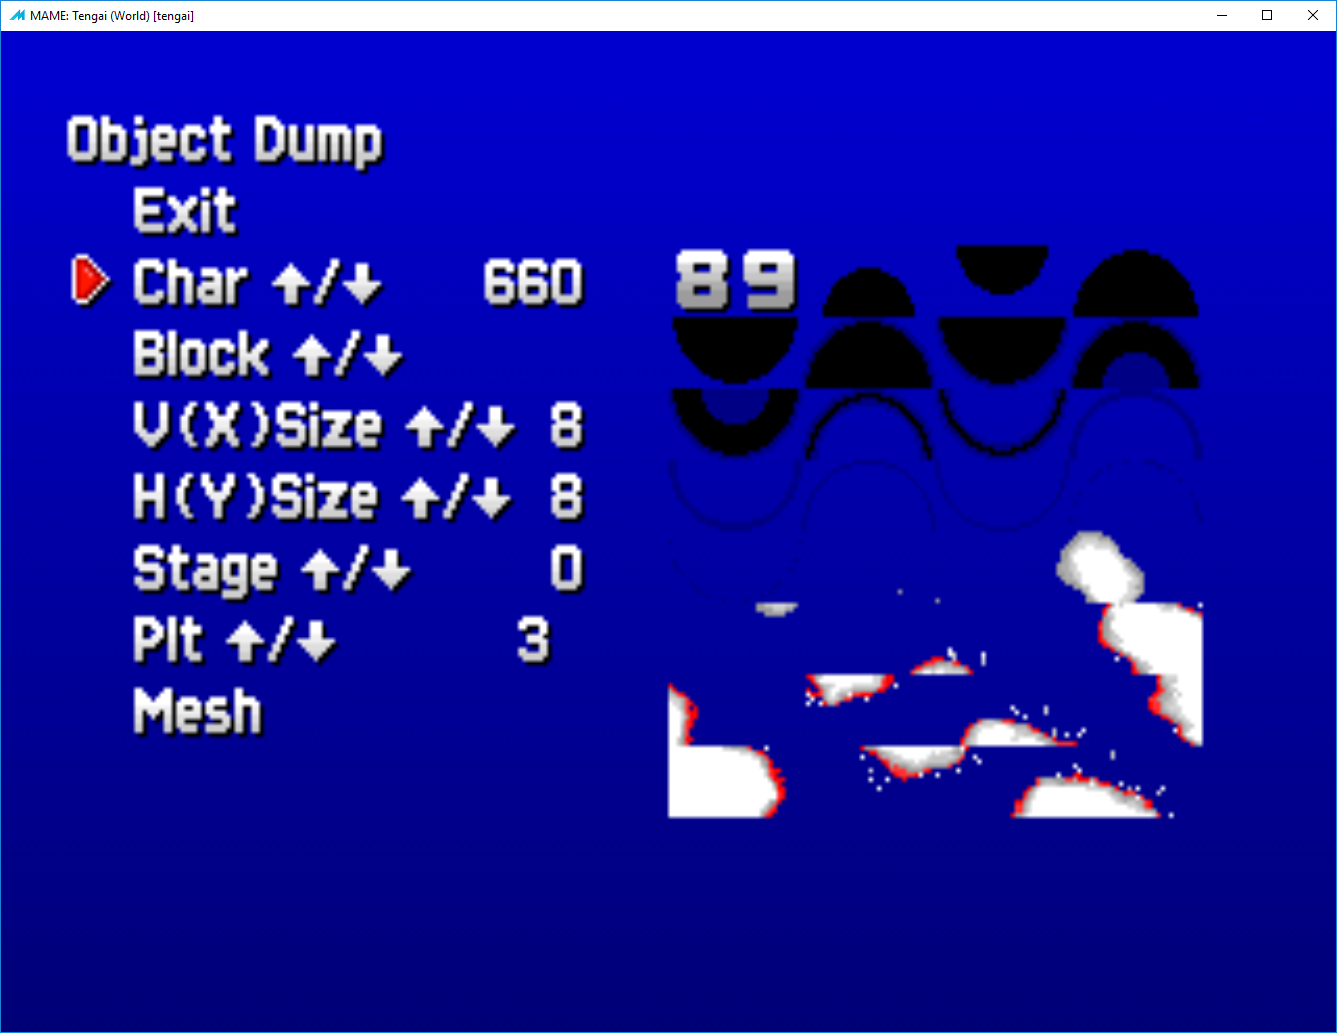 MAME: Tengai (World) [tengai]
Object Dump
Exit
Char ↑/↓ 660
89
Block ↑/↓
V(X)Size ↑/↓ 8
H(Y)Size ↑/↓ 8
Stage ↑/↓ 0
Plt ↑/↓ 3
Mesh